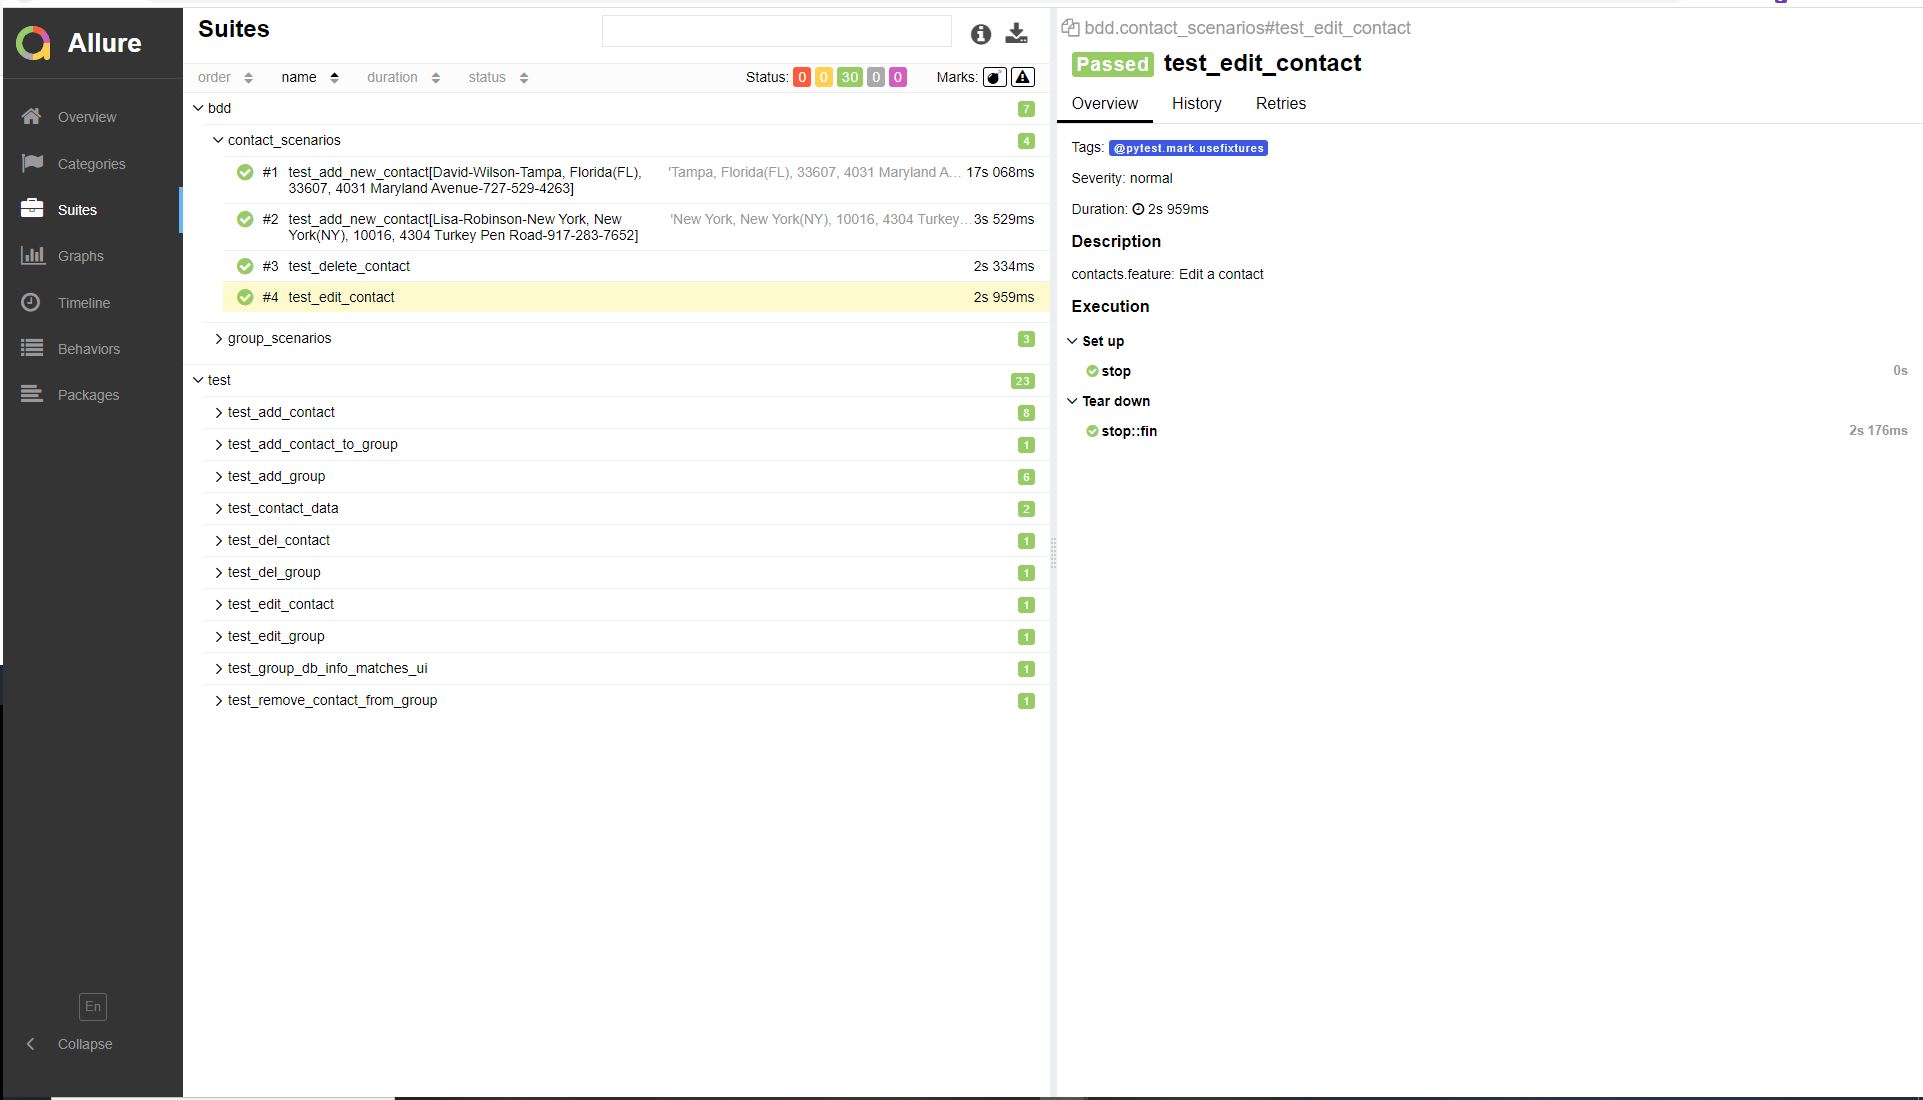 Allure
Overview
Categories
Suites
Graphs
Timeline
Behaviors
Packages
En
Collapse
Suites
order name duration status Status: 0 0 30 0 0 Marks:
bdd 7
contact_scenarios 4
#1 test_add_new_contact[David-Wilson-Tampa, Florida(FL), 'Tampa, Florida(FL), 33607, 4031 Maryland A... 17s 068ms
33607, 4031 Maryland Avenue-727-529-4263]
#2 test_add_new_contact[Lisa-Robinson-New York, New 'New York, New York(NY), 10016, 4304 Turkey... 3s 529ms
York(NY), 10016, 4304 Turkey Pen Road-917-283-7652]
#3 test_delete_contact 2s 334ms
#4 test_edit_contact 2s 959ms
group_scenarios 3
test 23
test_add_contact 8
test_add_contact_to_group 1
test_add_group 6
test_contact_data 2
test_del_contact 1
test_del_group 1
test_edit_contact 1
test_edit_group 1
test_group_db_info_matches_ui 1
test_remove_contact_from_group 1
bdd.contact_scenarios#test_edit_contact
Passed test_edit_contact
Overview History Retries
Tags: @pytest.mark.usefixtures
Severity: normal
Duration: 2s 959ms
Description
contacts.feature: Edit a contact
Execution
Set up
stop 0s
Tear down
stop::fin 2s 176ms